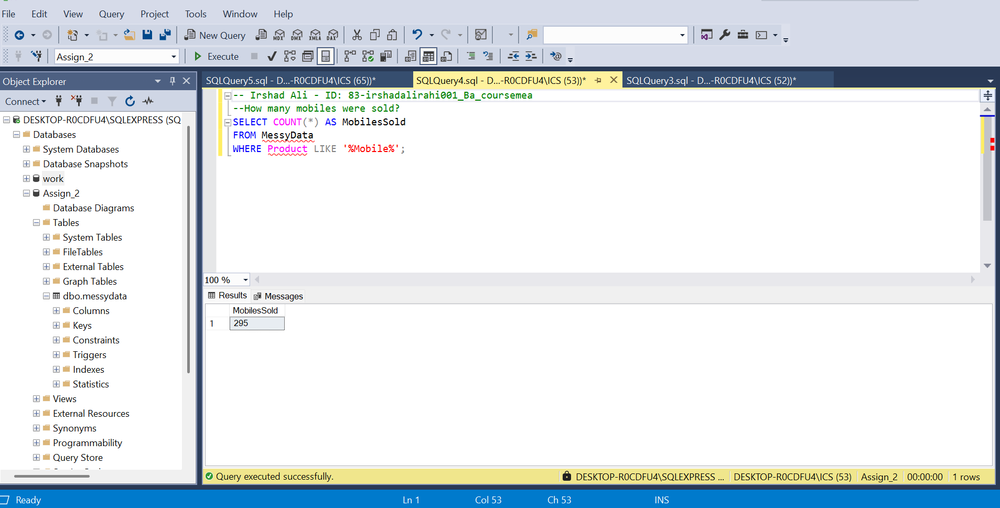 File Edit View Query Project Tools Window Help
New Query MDX DMX XMLA DAX
Assign_2 Execute
Object Explorer
Connect
DESKTOP-R0CDFU4\SQLEXPRESS (SQ
Databases
System Databases
Database Snapshots
work
Assign_2
Database Diagrams
Tables
System Tables
FileTables
External Tables
Graph Tables
dbo.messydata
Columns
Keys
Constraints
Triggers
Indexes
Statistics
Views
External Resources
Synonyms
Programmability
Query Store
SQLQuery5.sql - D...-R0CDFU4\ICS (65))* SQLQuery4.sql - D...-R0CDFU4\ICS (53))* SQLQuery3.sql - D...-R0CDFU4\ICS (52))*
-- Irshad Ali - ID: 83-irshadalirahi001_Ba_coursemea
--How many mobiles were sold?
SELECT COUNT(*) AS MobilesSold
FROM MessyData
WHERE Product LIKE '%Mobile%';
100 %
Results Messages
MobilesSold
1 295
Query executed successfully. DESKTOP-R0CDFU4\SQLEXPRESS ... DESKTOP-R0CDFU4\ICS (53) Assign_2 00:00:00 1 rows
Ready Ln 1 Col 53 Ch 53 INS